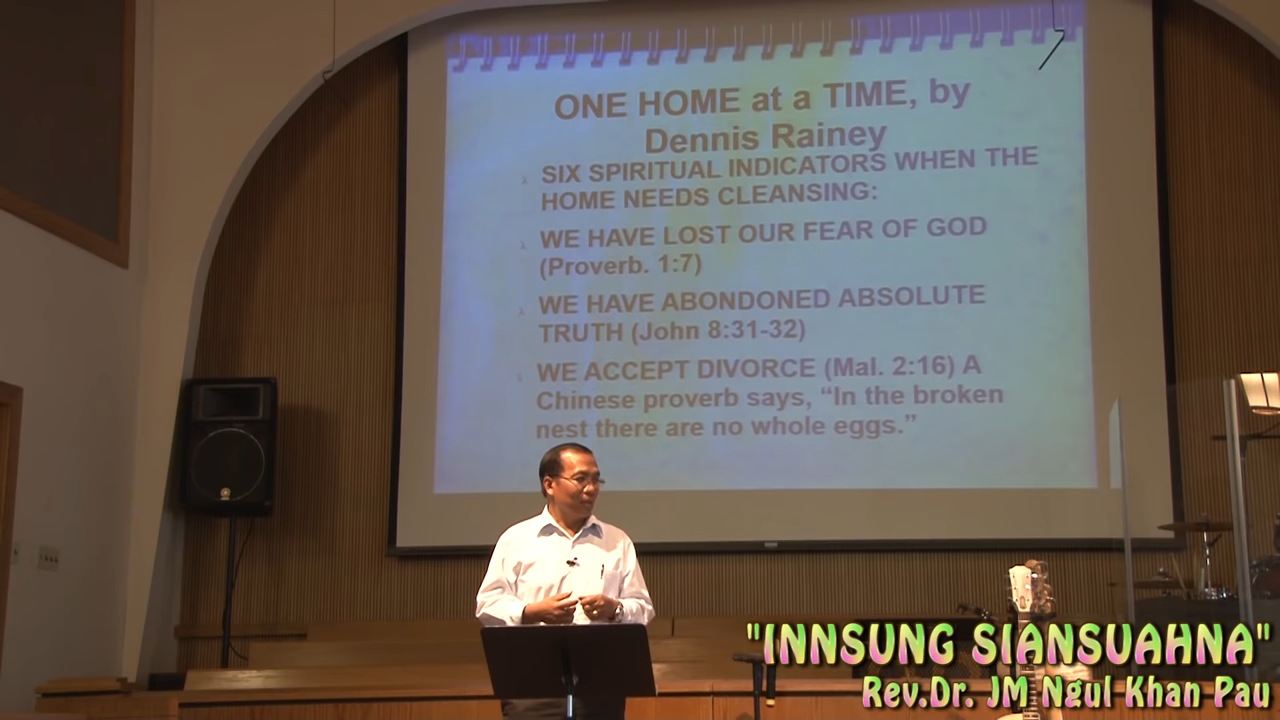 ONE HOME at a TIME, by
Dennis Rainey
SIX SPIRITUAL INDICATORS WHEN THE
HOME NEEDS CLEANSING:
WE HAVE LOST OUR FEAR OF GOD
(Proverb. 1:7)
WE HAVE ABONDONED ABSOLUTE
TRUTH (John 8:31-32)
WE ACCEPT DIVORCE (Mal. 2:16) A
Chinese proverb says, “In the broken
nest there are no whole eggs.”
"INNSUNG SIANSUAHNA"
Rev.Dr. JM Ngul Khan Pau